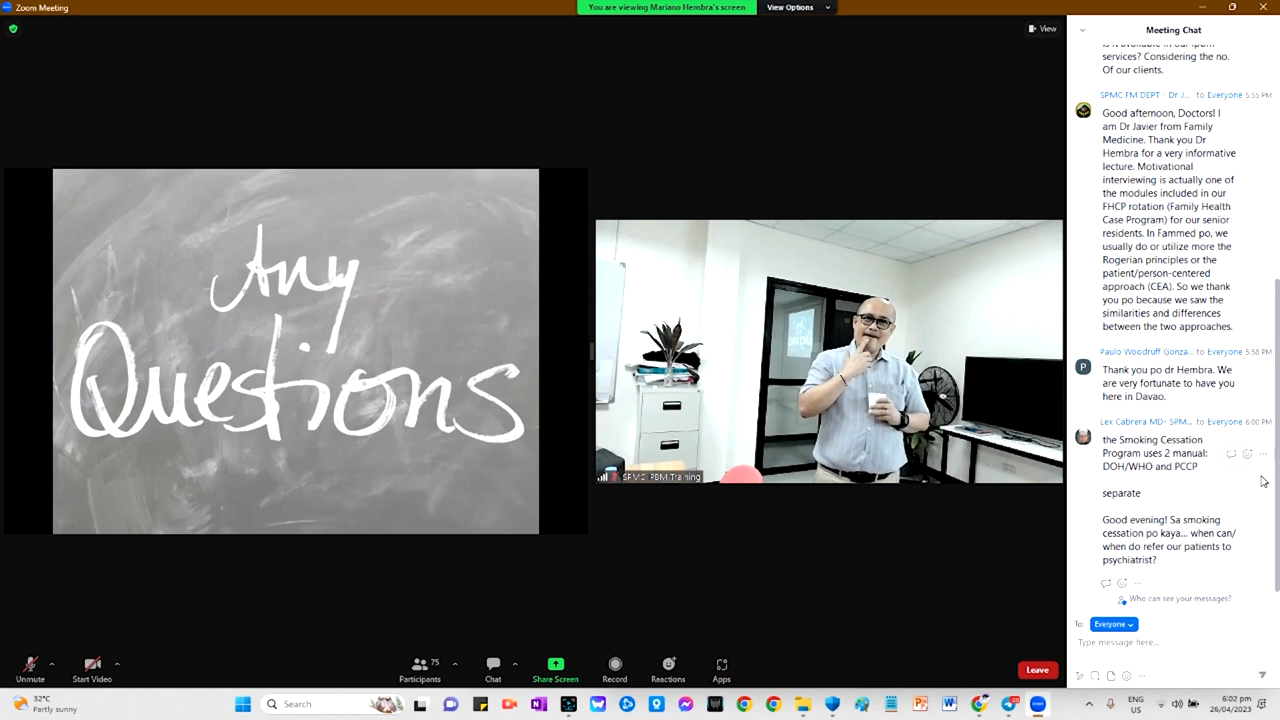 Zoom Meeting
You are viewing Mariano Hembra's screen
View Options
View
Any
Questions
SPMC IPBM Training
Meeting Chat
services? Considering the no.
Of our clients.
SPMC FM DEPT - Dr J... to Everyone 5:55 PM
Good afternoon, Doctors! I
am Dr Javier from Family
Medicine. Thank you Dr
Hembra for a very informative
lecture. Motivational
interviewing is actually one of
the modules included in our
FHCP rotation (Family Health
Case Program) for our senior
residents. In Fammed po, we
usually do or utilize more the
Rogerian principles or the
patient/person-centered
approach (CEA). So we thank
you po because we saw the
similarities and differences
between the two approaches.
Paulo Woodruff Gonza... to Everyone 5:58 PM
P
Thank you po dr Hembra. We
are very fortunate to have you
here in Davao.
Lex Cabrera MD- SPM... to Everyone 6:00 PM
the Smoking Cessation
Program uses 2 manual:
DOH/WHO and PCCP
separate
Good evening! Sa smoking
cessation po kaya... when can/
when do refer our patients to
psychiatrist?
Who can see your messages?
To: Everyone
Type message here...
Unmute
Start Video
75
Participants
Chat
Share Screen
Record
Reactions
Apps
Leave
32°C
Partly sunny
Search
ENG
US
6:02 pm
26/04/2023